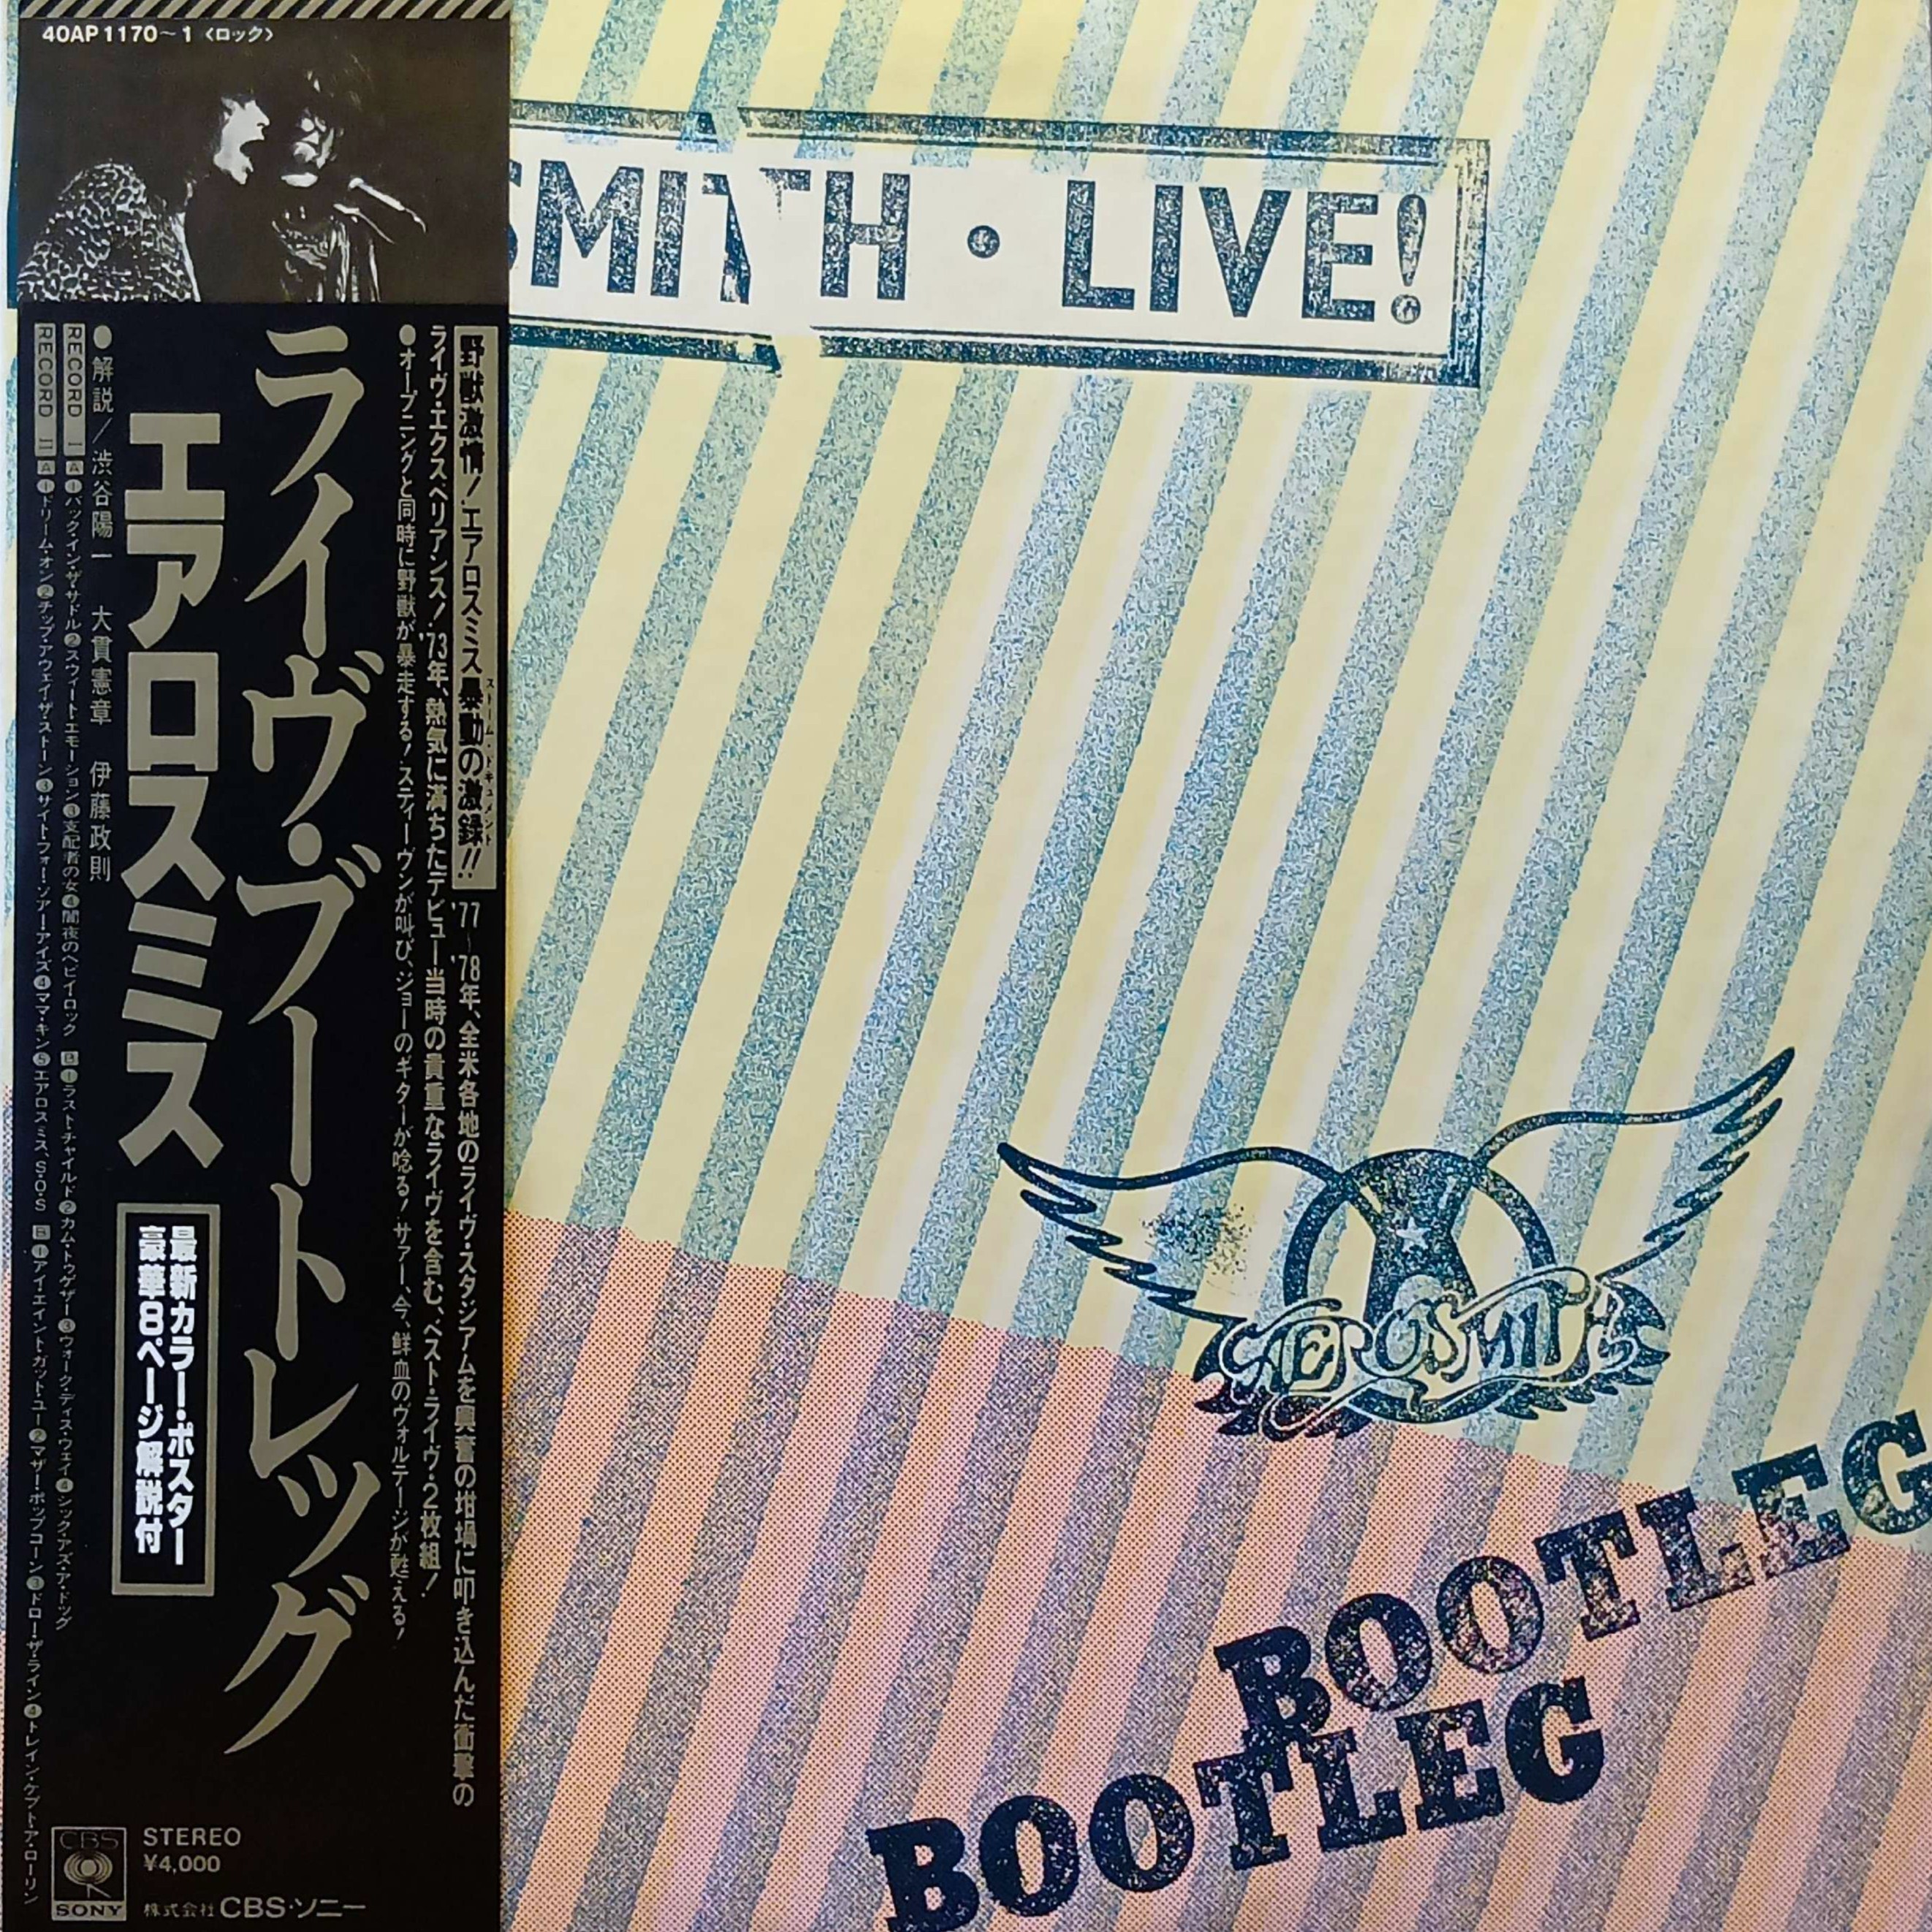 40AP 1170~1 〈ロック〉
野獣激情!エアロスミス暴動の激録!! '77~'78年、全米各地のライヴ・スタジアムを興奮の坩堝に叩き込んだ衝撃の
ストーム・ドキュメント
ライヴ・エクスペリアンス!'73年、熱気に満ちたデビュー当時の貴重なライヴを含む、ベスト・ライヴ・2枚組!
●オープニングと同時に野獣が暴走する!スティーヴンが叫び、ジョーのギターが唸る!サアー、今、鮮血のヴォルテージが甦える!
ライヴ・ブートレッグ
エアロスミス
最新カラー・ポスター
豪華8ページ解説付
●解説/渋谷陽一 大貫憲章 伊藤政則
RECORD I A ①バック・イン・ザ・サドル②スウィート・エモーション③支配者の女④闇夜のヘビイ・ロック B ①ラスト・チャイルド②カム・トゥゲザー③ウォーク・ディス・ウェイ④シック・アズ・ア・ドッグ
RECORD II A ①ドリーム・オン②チップ・アウェイ・ザ・ストーン③サイト・フォー・ソアー・アイズ④ママ・キン⑤エアロスミス、S・O・S B ①アイ・エイント・ガット・ユー②マザー・ポップコーン③ドロー・ザ・ライン④トレイン・ケプト・ア・ローリン
CBS
SONY
STEREO
¥4,000
株式会社 CBS・ソニー
SMITH • LIVE!
AEROSMITH
BOOTLEG
BOOTLEG